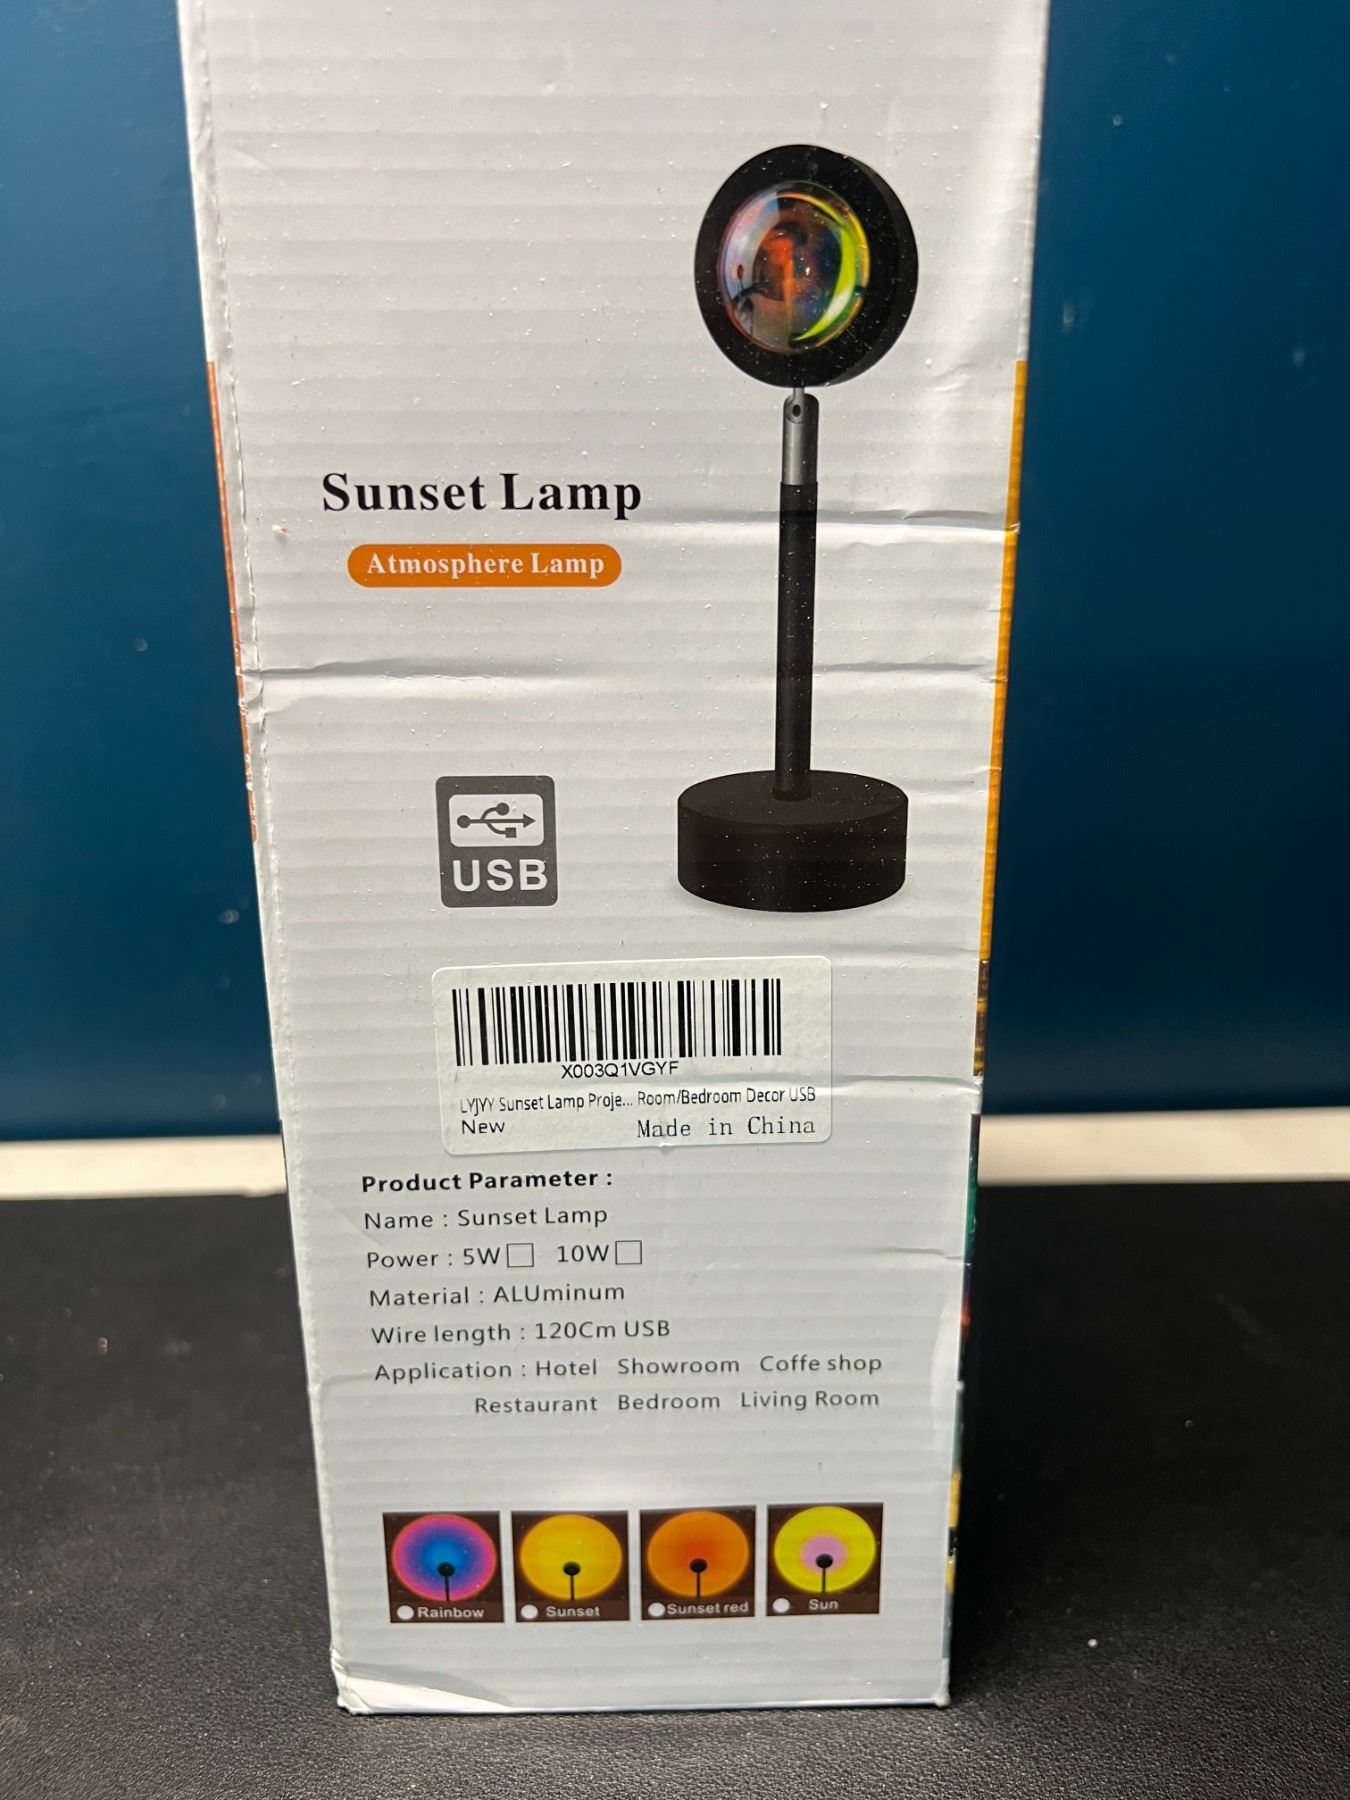 Sunset Lamp
Atmosphere Lamp
USB
X003Q1VGYF
LYJYY Sunset Lamp Proje... Room/Bedroom Decor USB
New Made in China
Product Parameter :
Name : Sunset Lamp
Power : 5W☐ 10W☐
Material : ALUminum
Wire length : 120Cm USB
Application : Hotel Showroom Coffe shop
Restaurant Bedroom Living Room
Rainbow Sunset Sunset red Sun